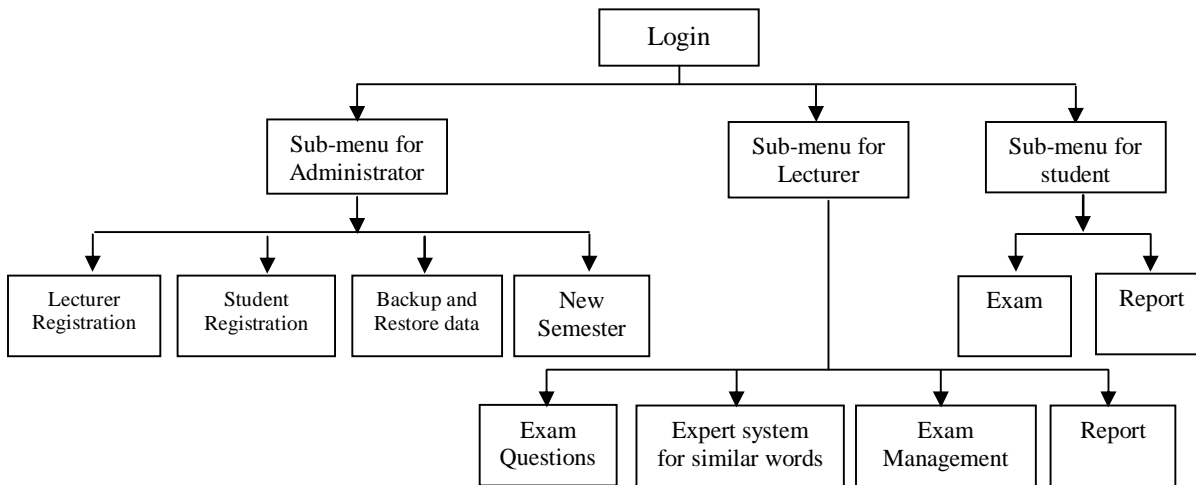 Login
Sub-menu for
Administrator
Sub-menu for
Lecturer
Sub-menu for
student
Lecturer
Registration
Student
Registration
Backup and
Restore data
New
Semester
Exam
Report
Exam
Questions
Expert system
for similar words
Exam
Management
Report